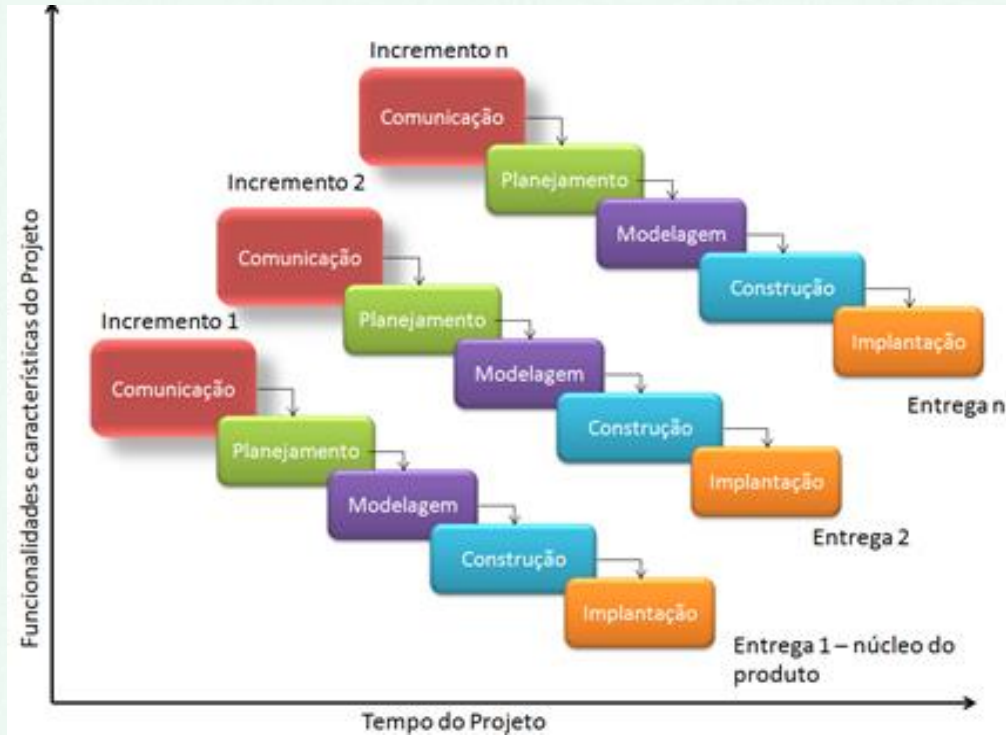 Funcionalidades e características do Projeto
Incremento n
Comunicação
Planejamento
Modelagem
Construção
Implantação
Entrega n
Incremento 2
Comunicação
Planejamento
Modelagem
Construção
Implantação
Entrega 2
Incremento 1
Comunicação
Planejamento
Modelagem
Construção
Implantação
Entrega 1 – núcleo do
produto
Tempo do Projeto